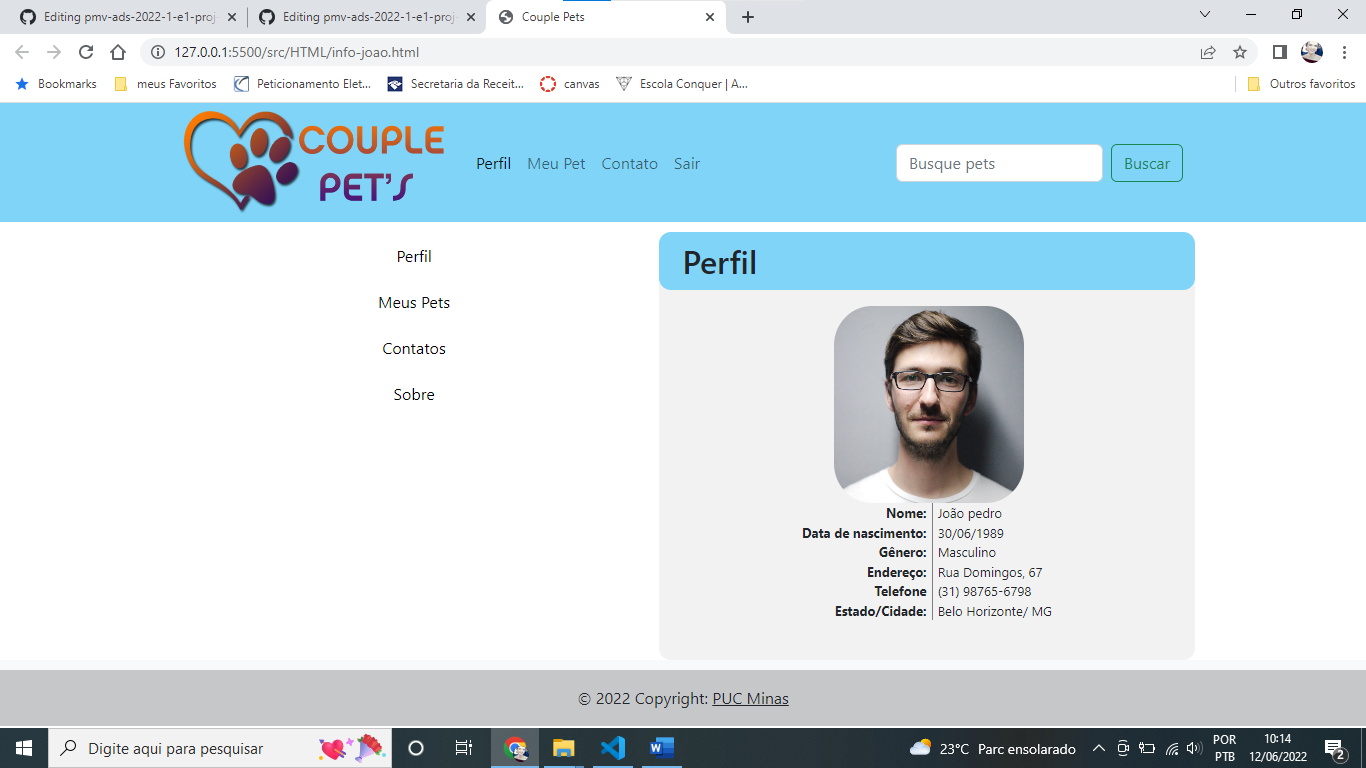 Editing pmv-ads-2022-1-e1-proj-
Editing pmv-ads-2022-1-e1-proj-
Couple Pets
127.0.0.1:5500/src/HTML/info-joao.html
Bookmarks
meus Favoritos
Peticionamento Elet...
Secretaria da Receit...
canvas
Escola Conquer | A...
Outros favoritos
COUPLE
PET'S
Perfil
Meu Pet
Contato
Sair
Busque pets
Buscar
Perfil
Meus Pets
Contatos
Sobre
Perfil
Nome: João pedro
Data de nascimento: 30/06/1989
Gênero: Masculino
Endereço: Rua Domingos, 67
Telefone (31) 98765-6798
Estado/Cidade: Belo Horizonte/ MG
© 2022 Copyright: PUC Minas
Digite aqui para pesquisar
23°C Parc ensolarado
POR
PTB
10:14
12/06/2022
2